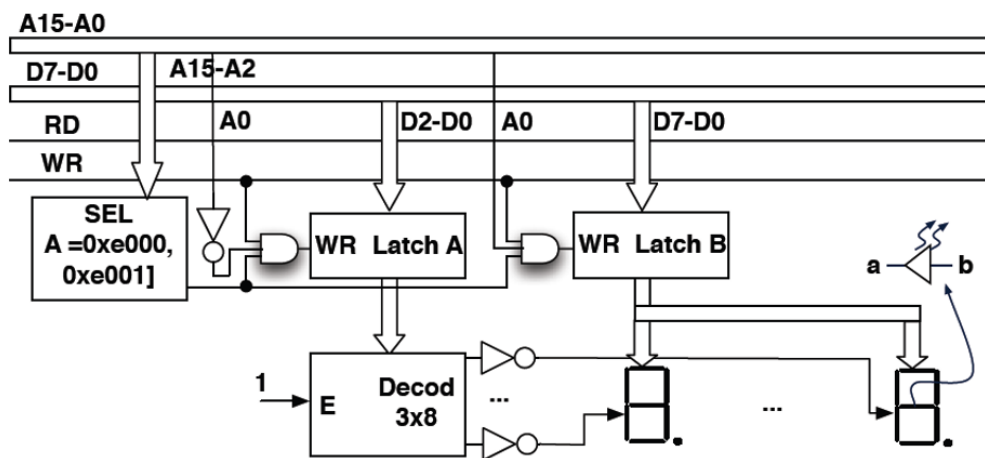 A15-A0
D7-D0 A15-A2
RD A0 D2-D0 A0 D7-D0
WR
SEL
A =0xe000,
0xe001]
WR Latch A
WR Latch B
a b
1
E
Decod
3x8
...
...